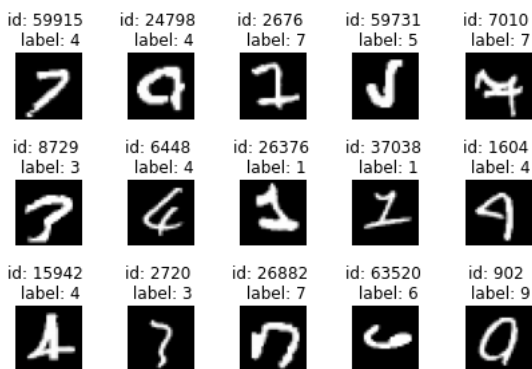 id: 59915 id: 24798 id: 2676 id: 59731 id: 7010
label: 4 label: 4 label: 7 label: 5 label: 7
id: 8729 id: 6448 id: 26376 id: 37038 id: 1604
label: 3 label: 4 label: 1 label: 1 label: 4
id: 15942 id: 2720 id: 26882 id: 63520 id: 902
label: 4 label: 3 label: 7 label: 6 label: 9